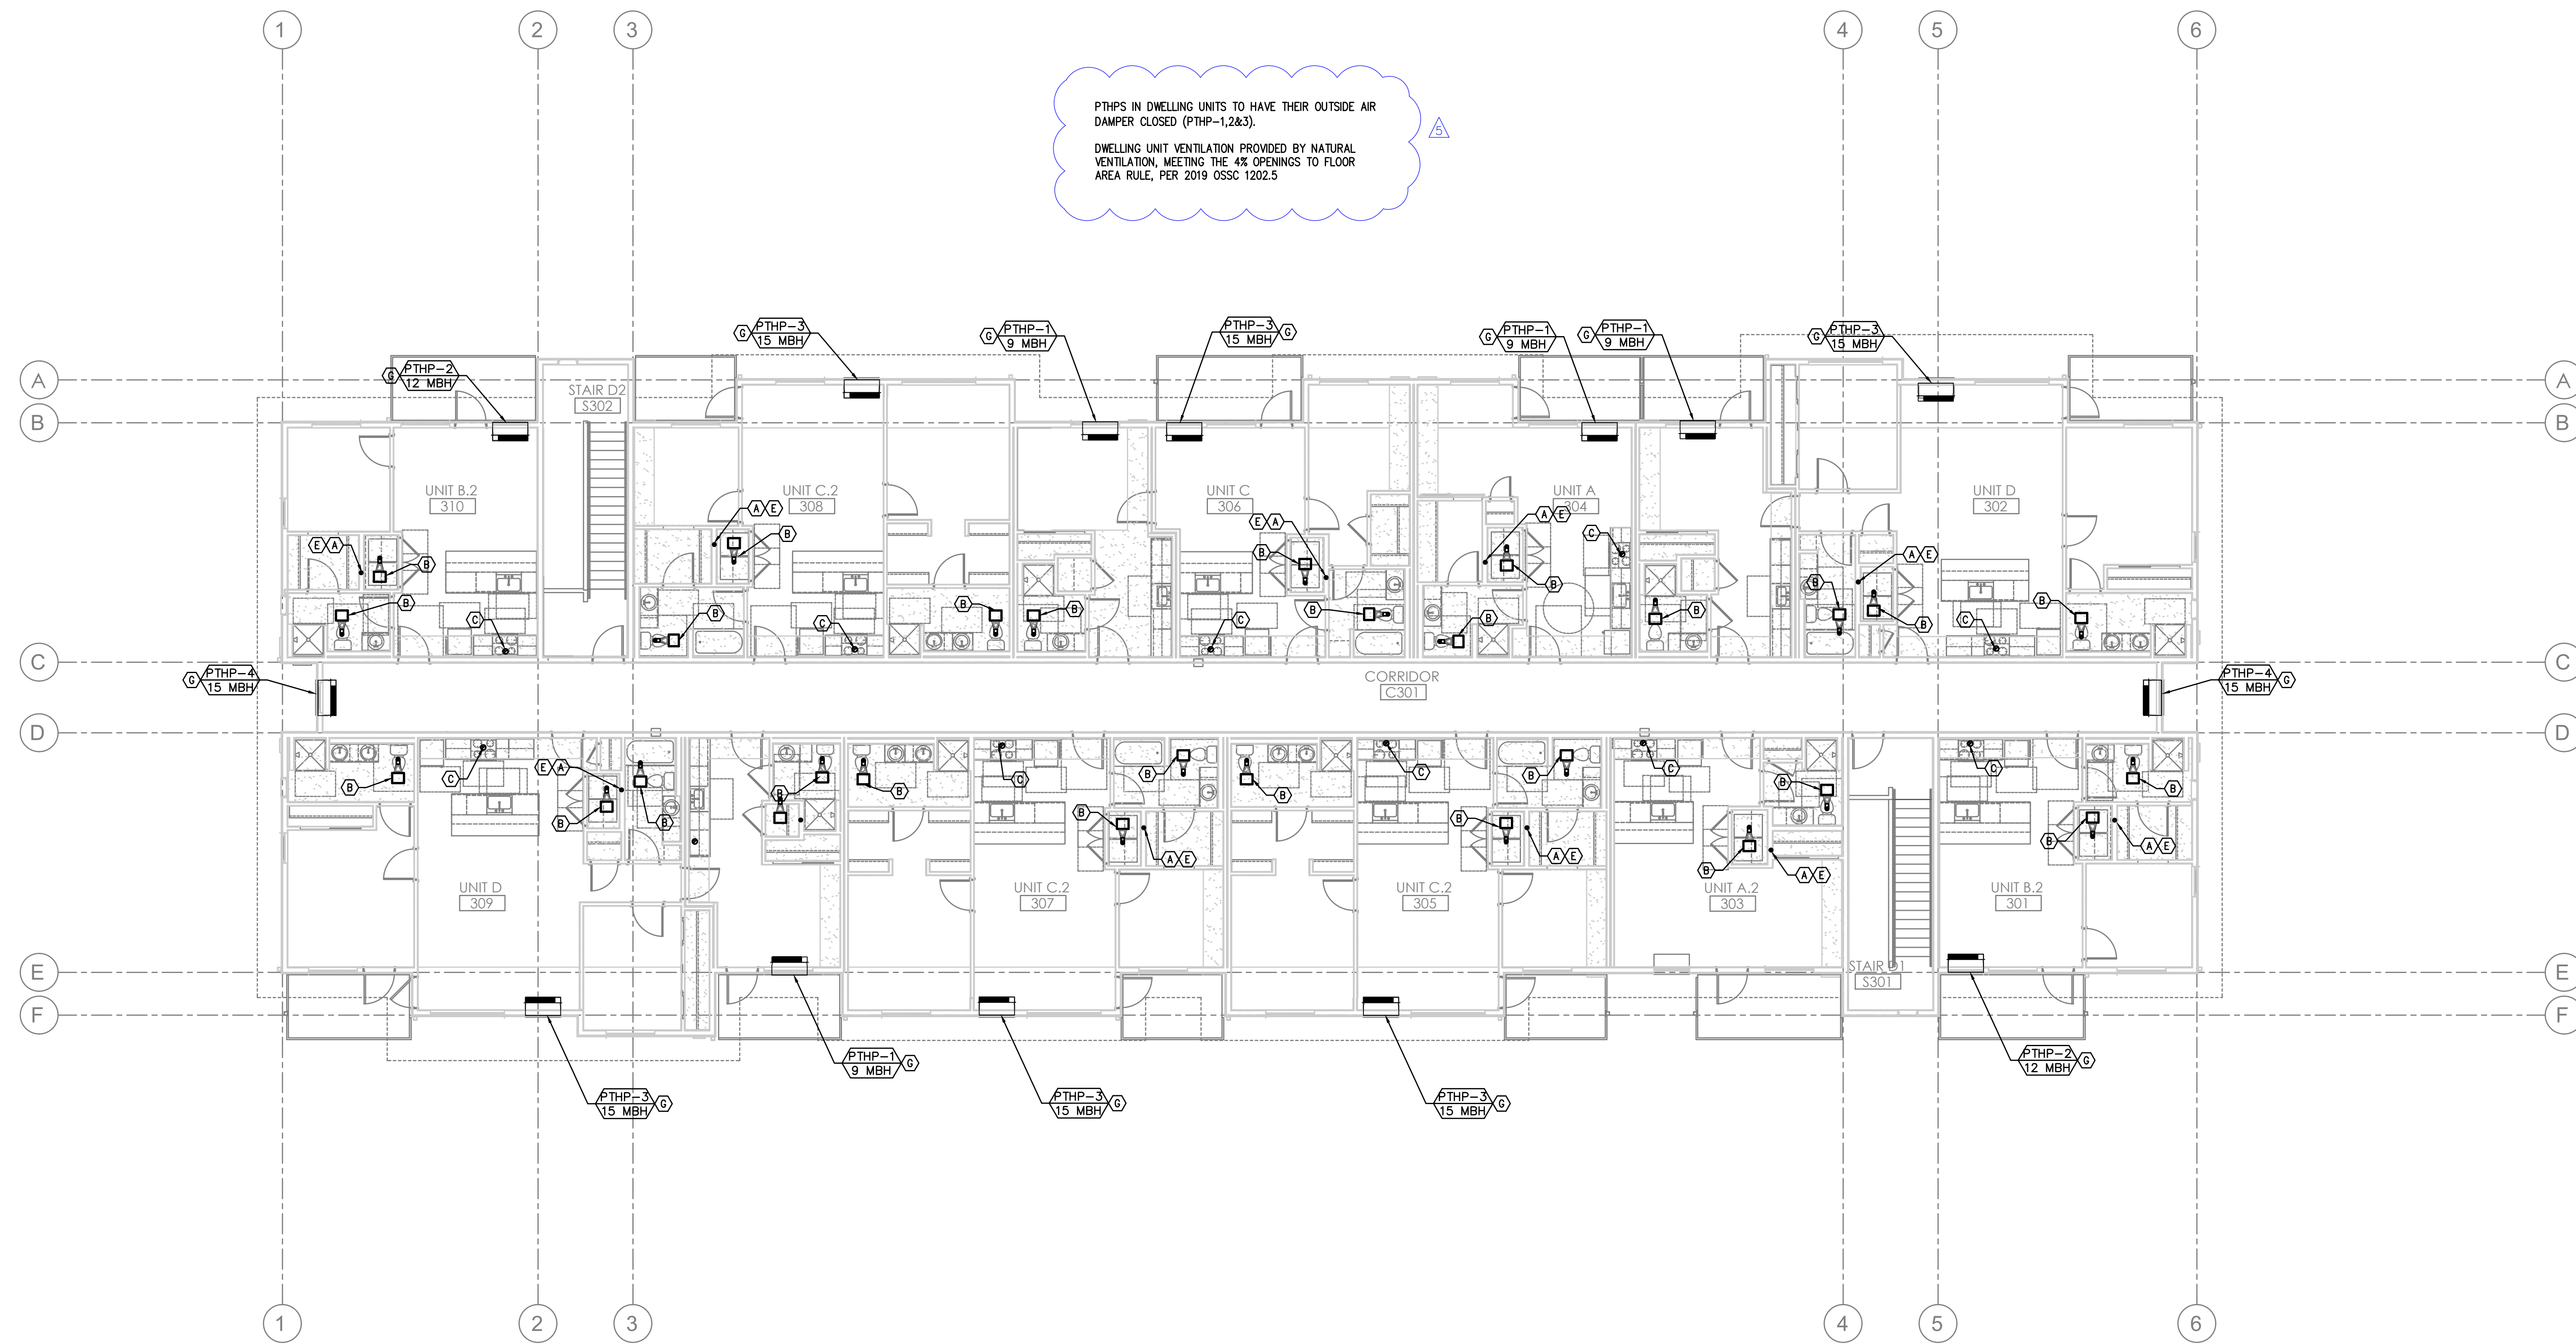 1 2 3 4 5 6
PTHPS IN DWELLING UNITS TO HAVE THEIR OUTSIDE AIR
DAMPER CLOSED (PTHP-1,2&3).
DWELLING UNIT VENTILATION PROVIDED BY NATURAL
VENTILATION, MEETING THE 4% OPENINGS TO FLOOR
AREA RULE, PER 2019 OSSC 1202.5
5
G PTHP-3
15 MBH
G PTHP-1
9 MBH
PTHP-3 G
15 MBH
G PTHP-1
9 MBH
G PTHP-1
9 MBH
G PTHP-3
15 MBH
A A
G PTHP-2
12 MBH
STAIR D2
S302
B B
UNIT B.2
310
UNIT C.2
308
UNIT C
306
UNIT A
304
UNIT D
302
A E
E A
A E
A E
E A
B
B
B
B
C
B
B
A E
B
B
B
C
B
C
B
B
C
B
B
B
B
C
B
C C
G PTHP-4
15 MBH
CORRIDOR
C301
PTHP-4 G
15 MBH
D D
B
C
E A
B
B
B
B
C
B
B
A E
B
B
C
B
B
A E
C
B
B
A E
C
B
B
A E
UNIT D
309
UNIT C.2
307
UNIT C.2
305
UNIT A.2
303
UNIT B.2
301
STAIR D1
S301
E E
F F
PTHP-1 G
9 MBH
PTHP-2 G
12 MBH
PTHP-3 G
15 MBH
PTHP-3 G
15 MBH
PTHP-3 G
15 MBH
1 2 3 4 5 6